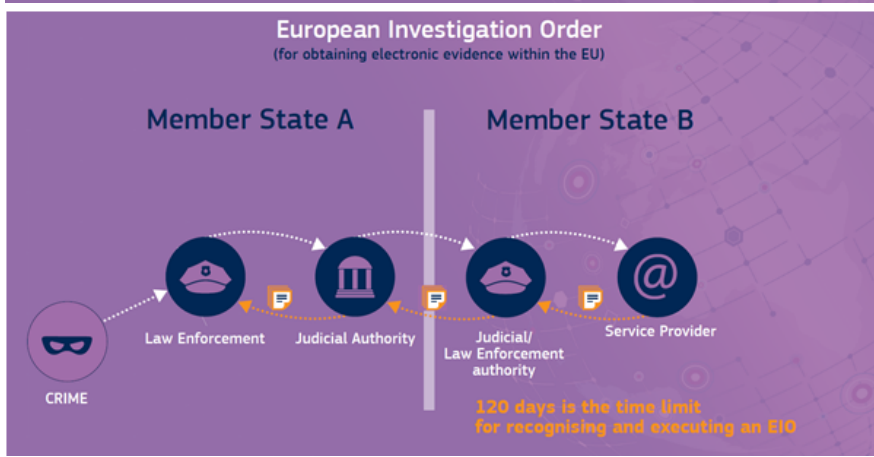 European Investigation Order
(for obtaining electronic evidence within the EU)
Member State A
Member State B
Law Enforcement
Judicial Authority
Judicial/
Law Enforcement
authority
Service Provider
@
CRIME
120 days is the time limit
for recognising and executing an EIO